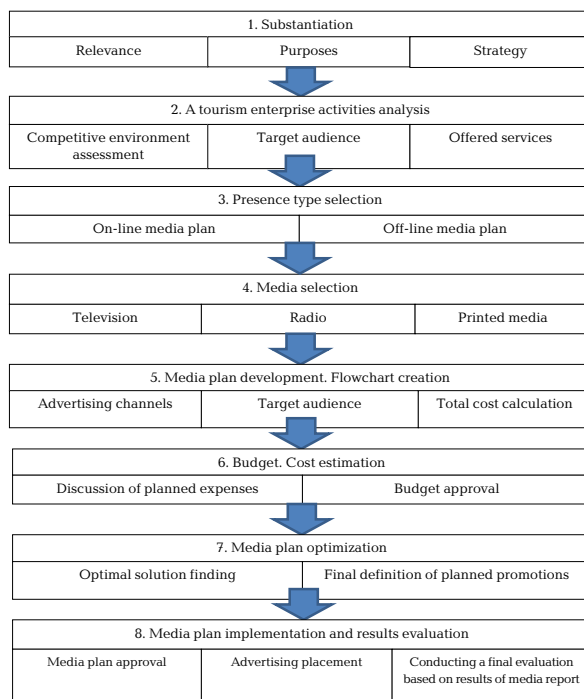 1. Substantiation
Relevance
Purposes
Strategy
2. A tourism enterprise activities analysis
Competitive environment
assessment
Target audience
Offered services
3. Presence type selection
On-line media plan
Off-line media plan
4. Media selection
Television
Radio
Printed media
5. Media plan development. Flowchart creation
Advertising channels
Target audience
Total cost calculation
6. Budget. Cost estimation
Discussion of planned expenses
Budget approval
7. Media plan optimization
Optimal solution finding
Final definition of planned promotions
8. Media plan implementation and results evaluation
Media plan approval
Advertising placement
Conducting a final evaluation
based on results of media report